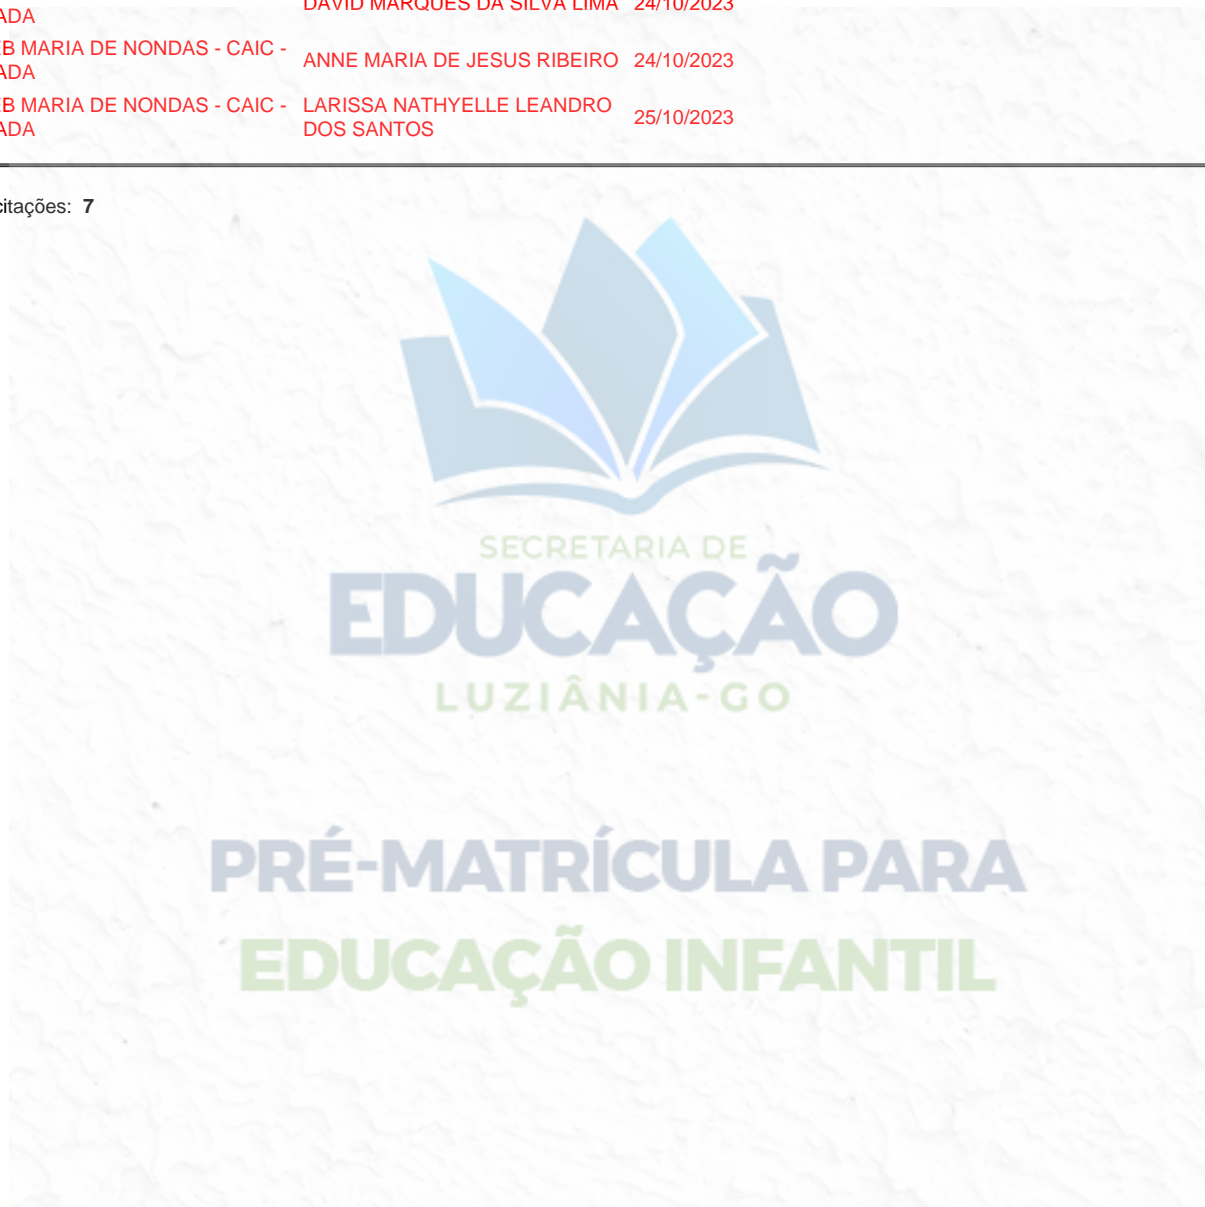 ADA
DAVID MARQUES DA SILVA LIMA 24/10/2023
EB MARIA DE NONDAS - CAIC -
ADA
ANNE MARIA DE JESUS RIBEIRO 24/10/2023
EB MARIA DE NONDAS - CAIC -
ADA
LARISSA NATHYELLE LEANDRO
DOS SANTOS
25/10/2023
citações: 7
SECRETARIA DE
EDUCAÇÃO
LUZIÂNIA-GO
PRÉ-MATRÍCULA PARA
EDUCAÇÃO INFANTIL